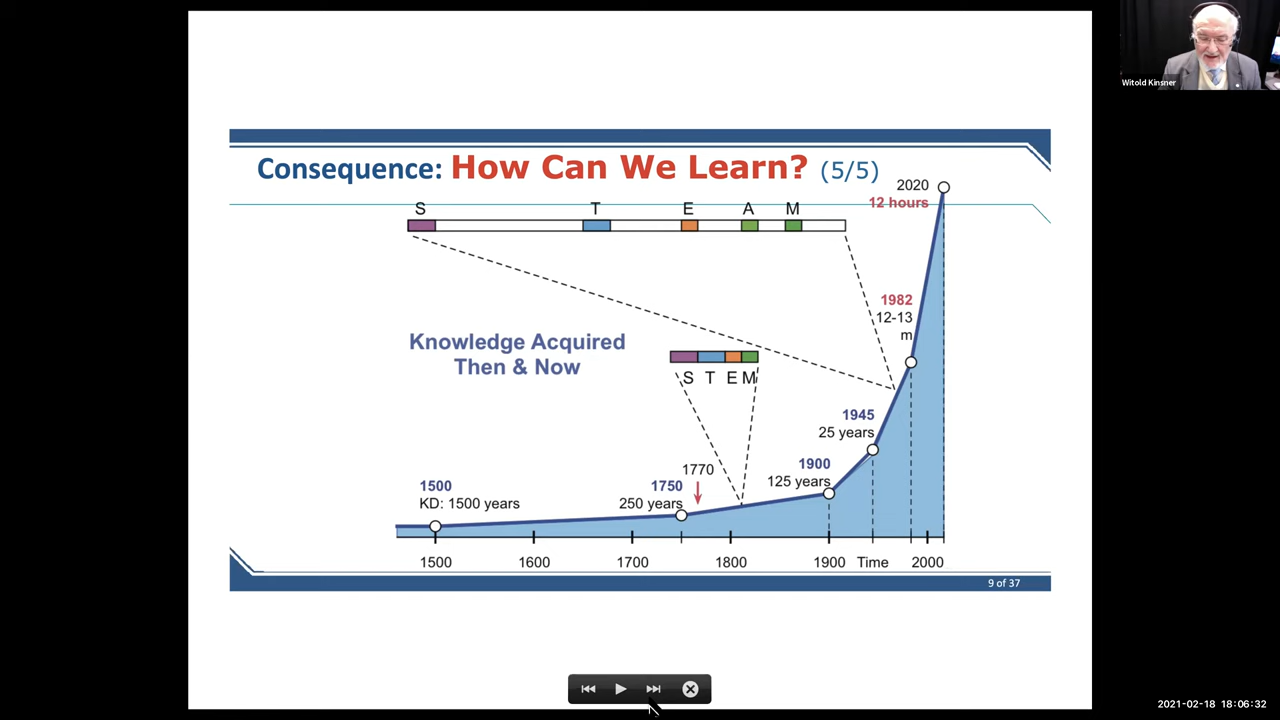 Witold Kinsner
Consequence: How Can We Learn? (5/5)
2020
12 hours
S T E A M
1982
12-13
m
Knowledge Acquired
Then & Now
S T E M
1945
25 years
1900
125 years
1770
1750
250 years
1500
KD: 1500 years
1500 1600 1700 1800 1900 Time 2000
9 of 37
2021-02-18 18:06:32